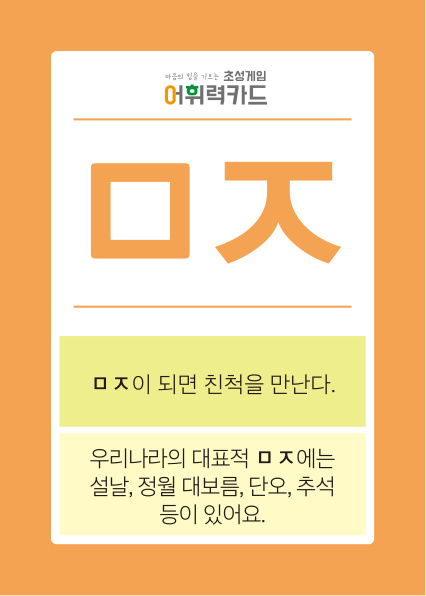 마음의 힘을 기르는 초성게임
어휘력카드
ㅁㅈ
ㅁㅈ이 되면 친척을 만난다.
우리나라의 대표적 ㅁㅈ에는
설날, 정월 대보름, 단오, 추석
등이 있어요.